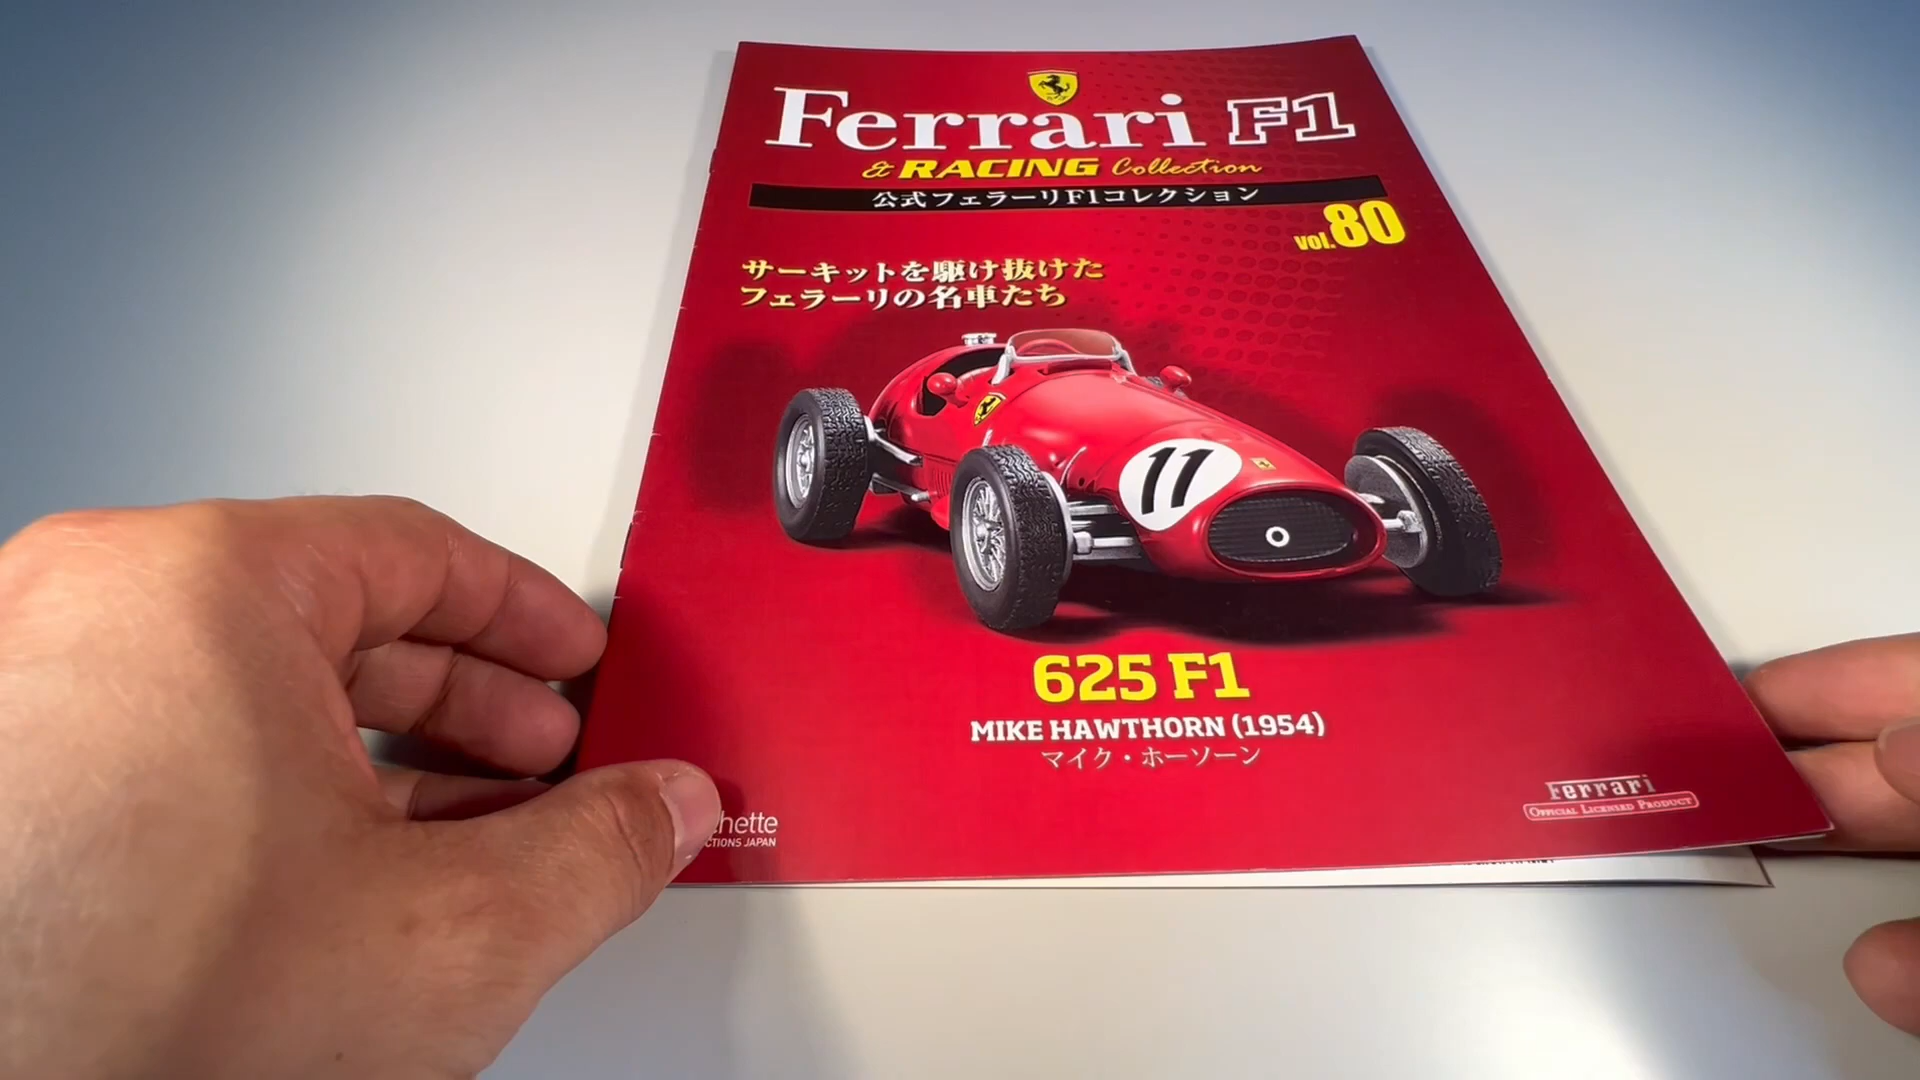 Ferrari F1
& RACING Collection
公式フェラーリF1コレクション
vol.80
サーキットを駆け抜けた
フェラーリの名車たち
11
625 F1
MIKE HAWTHORN (1954)
マイク・ホーソーン
Ferrari
OFFICIAL LICENSED PRODUCT
JAPAN